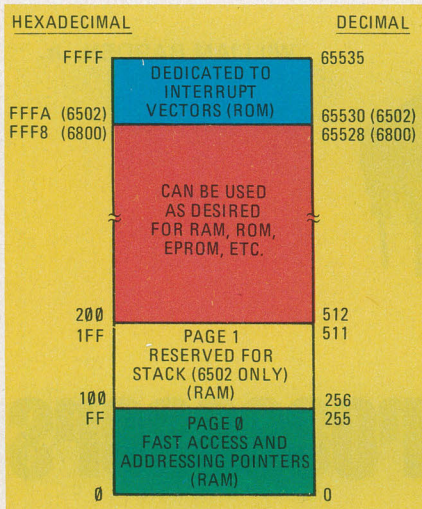 HEXADECIMAL DECIMAL
FFFF 65535
DEDICATED TO
INTERRUPT
VECTORS (ROM)
FFFA (6502) 65530 (6502)
FFF8 (6800) 65528 (6800)
CAN BE USED
AS DESIRED
FOR RAM, ROM,
EPROM, ETC.
200 512
1FF 511
PAGE 1
RESERVED FOR
STACK (6502 ONLY)
(RAM)
100 256
FF 255
PAGE Ø
FAST ACCESS AND
ADDRESSING POINTERS
(RAM)
Ø 0